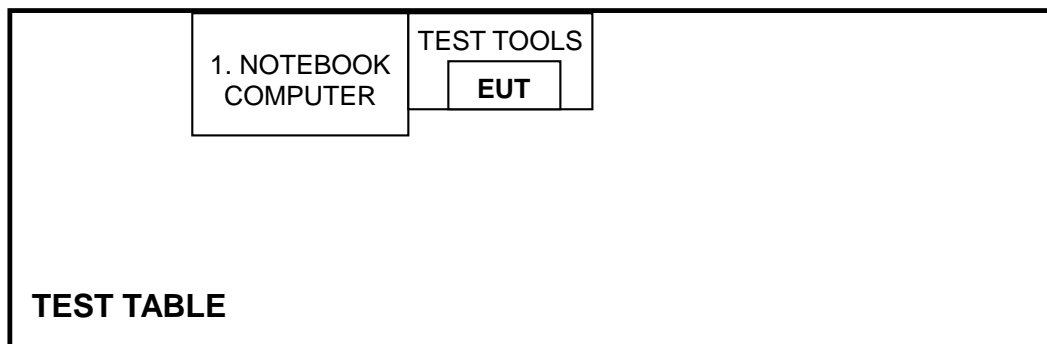 1. NOTEBOOK
COMPUTER
TEST TOOLS
EUT
TEST TABLE